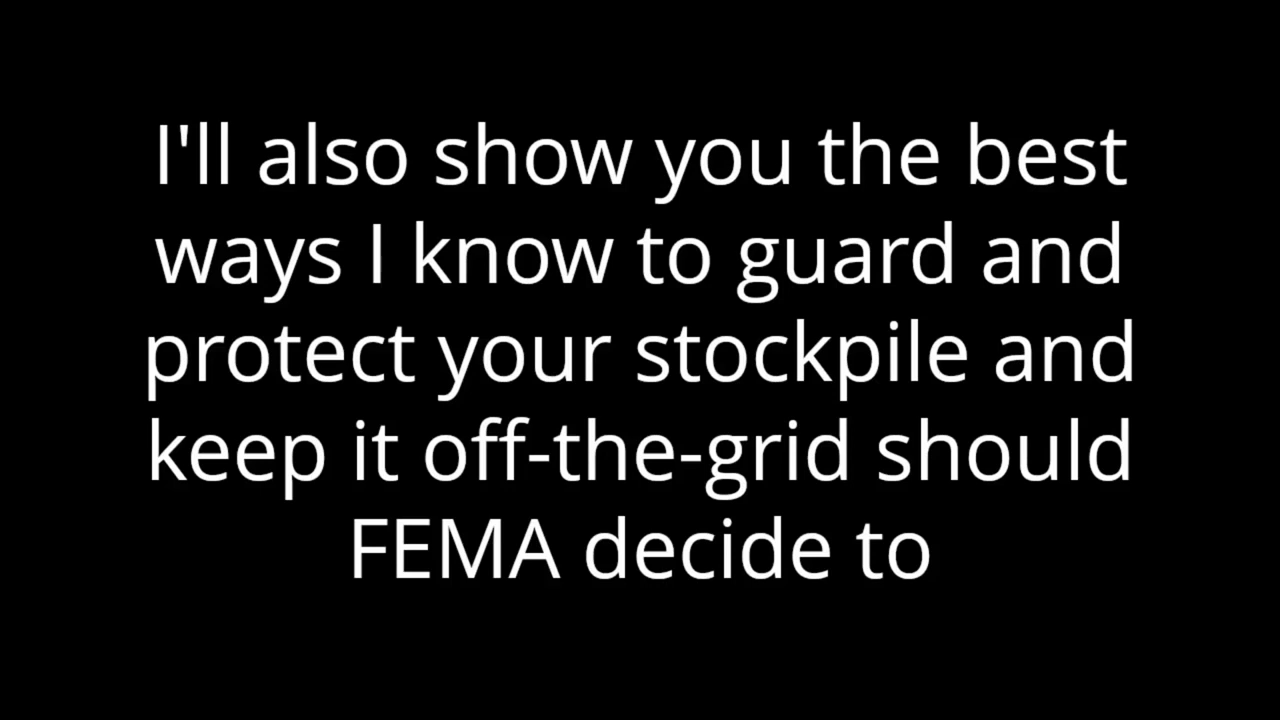 I'll also show you the best
ways I know to guard and
protect your stockpile and
keep it off-the-grid should
FEMA decide to